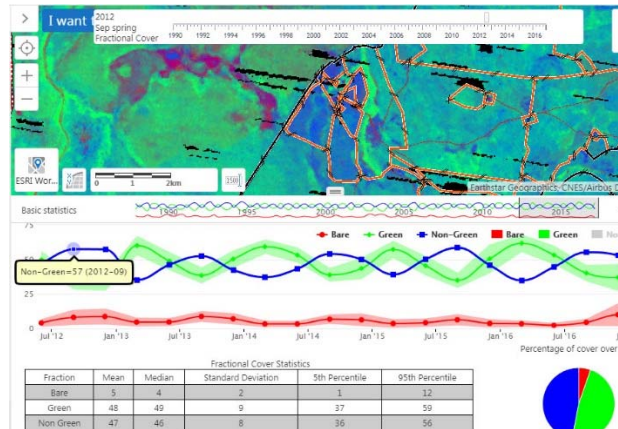 I want
2012
Sep spring
Fractional Cover
1990 1992 1994 1996 1998 2000 2002 2004 2006 2008 2010 2012 2014 2016
ESRI Wor...
0 1 2km
Earthstar Geographics, CNES/Airbus D
Basic statistics
1990 1995 2000 2005 2010 2015
Bare Green Non-Green Bare Green No
75
Non-Green=57 (2012-09)
25
0
Jul '12 Jan '13 Jul '13 Jan '14 Jul '14 Jan '15 Jul '15 Jan '16 Jul '16
Percentage of cover over
Fractional Cover Statistics
Fraction Mean Median Standard Deviation 5th Percentile 95th Percentile
Bare 5 4 2 1 12
Green 48 49 9 37 59
Non Green 47 46 8 36 56